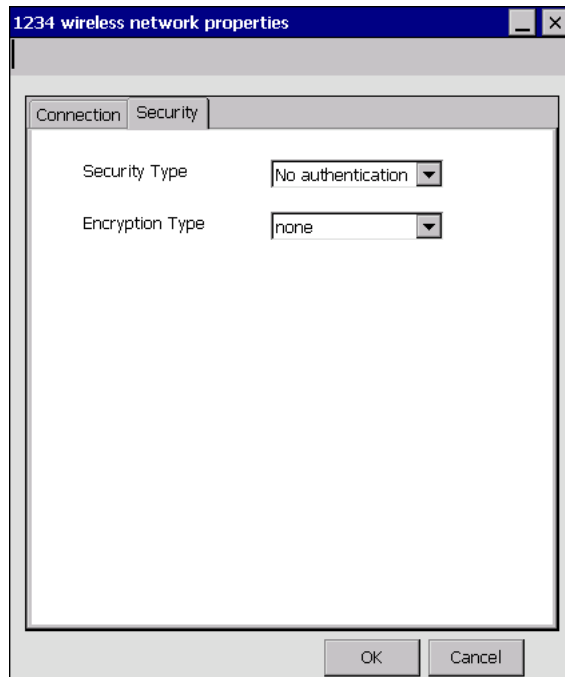 1234 wireless network properties
Connection Security
Security Type No authentication
Encryption Type none
OK Cancel